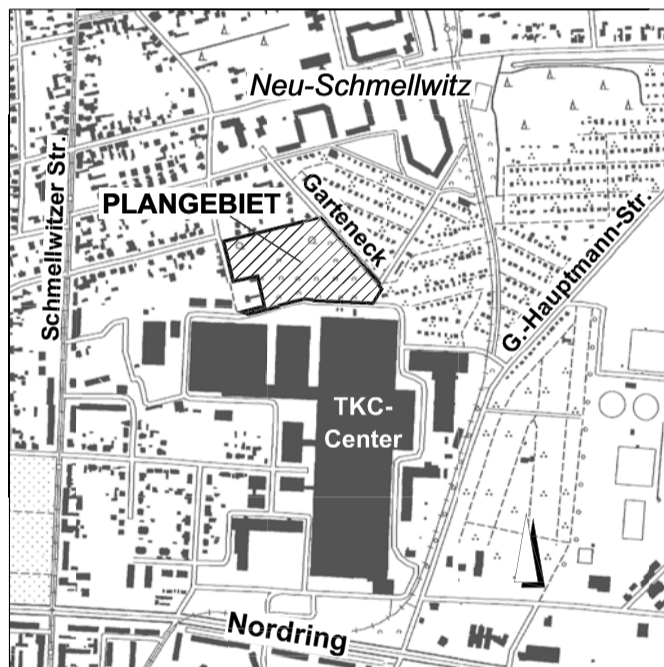 Neu-Schmellwitz
Schmellwitzer Str.
PLANGEBIET
Garteneck
G.-Hauptmann-Str.
TKC-
Center
Nordring